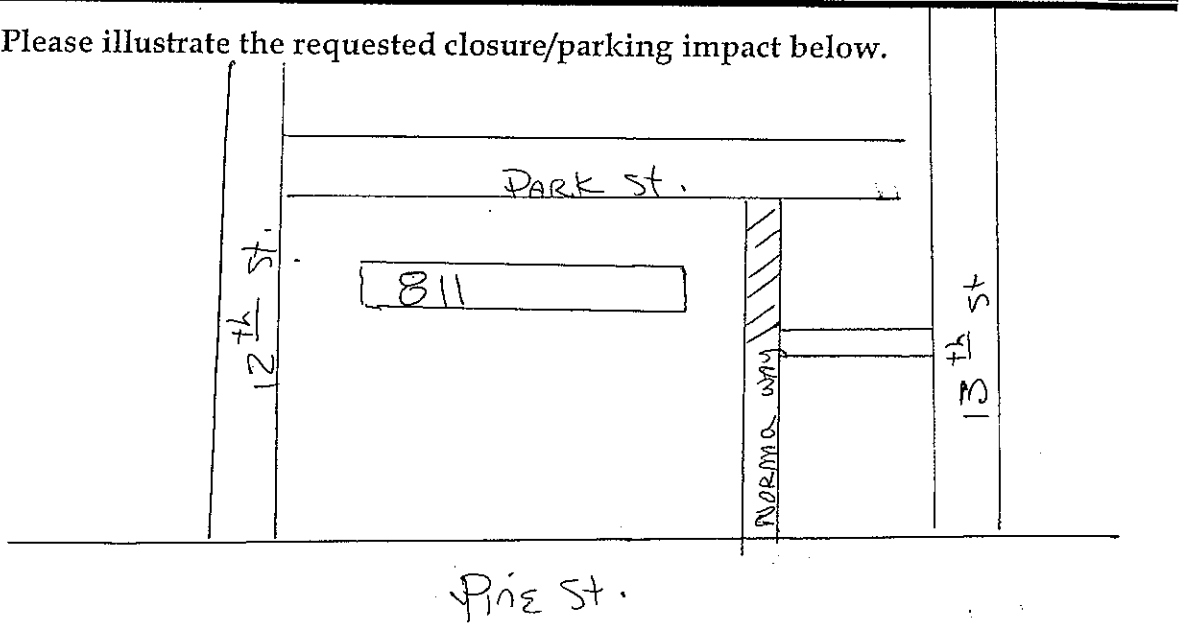 Please illustrate the requested closure/parking impact below.
PARK St.
12th St.
811
13th St
NORMA WAY
Pine St.